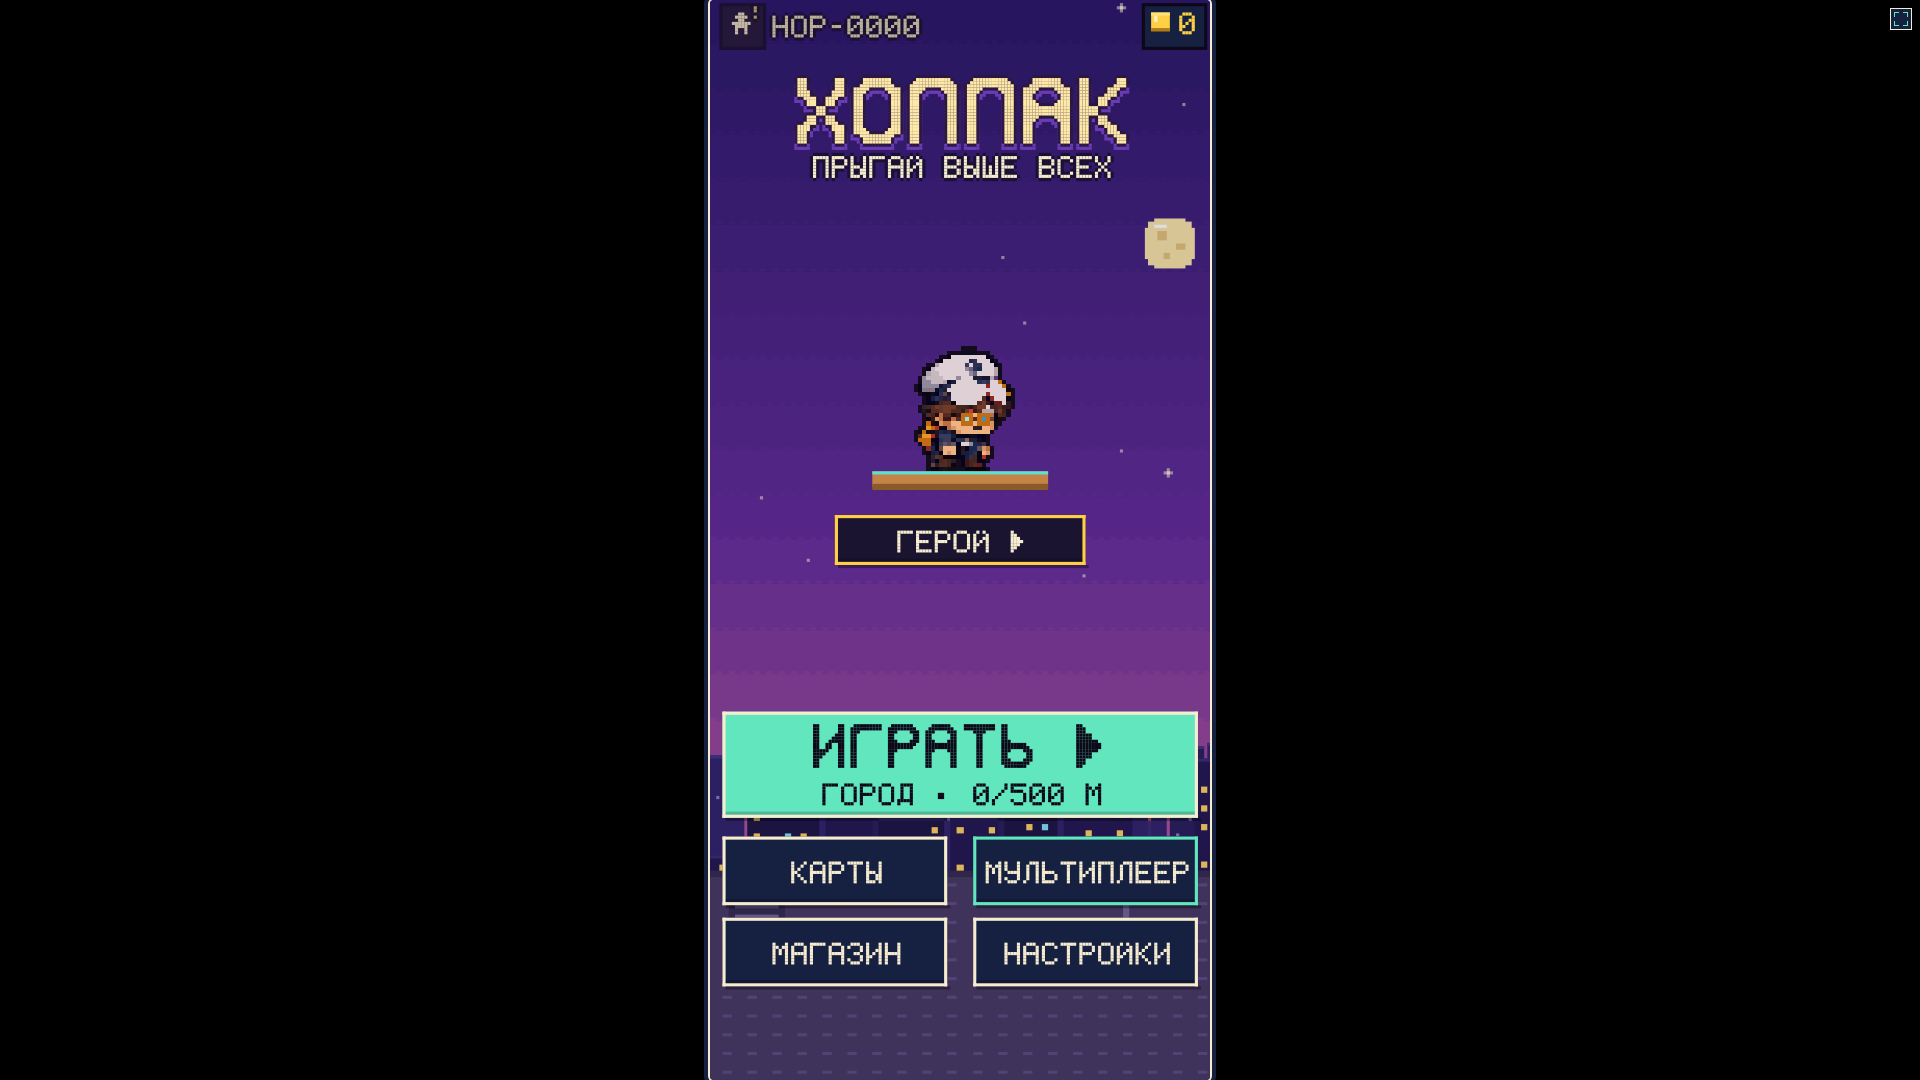 HOP-0000
0
ХОППАК
ПРЫГАЙ ВЫШЕ ВСЕХ
ГЕРОЙ
ИГРАТЬ
ГОРОД · 0/500 М
КАРТЫ
МУЛЬТИПЛЕЕР
МАГАЗИН
НАСТРОЙКИ